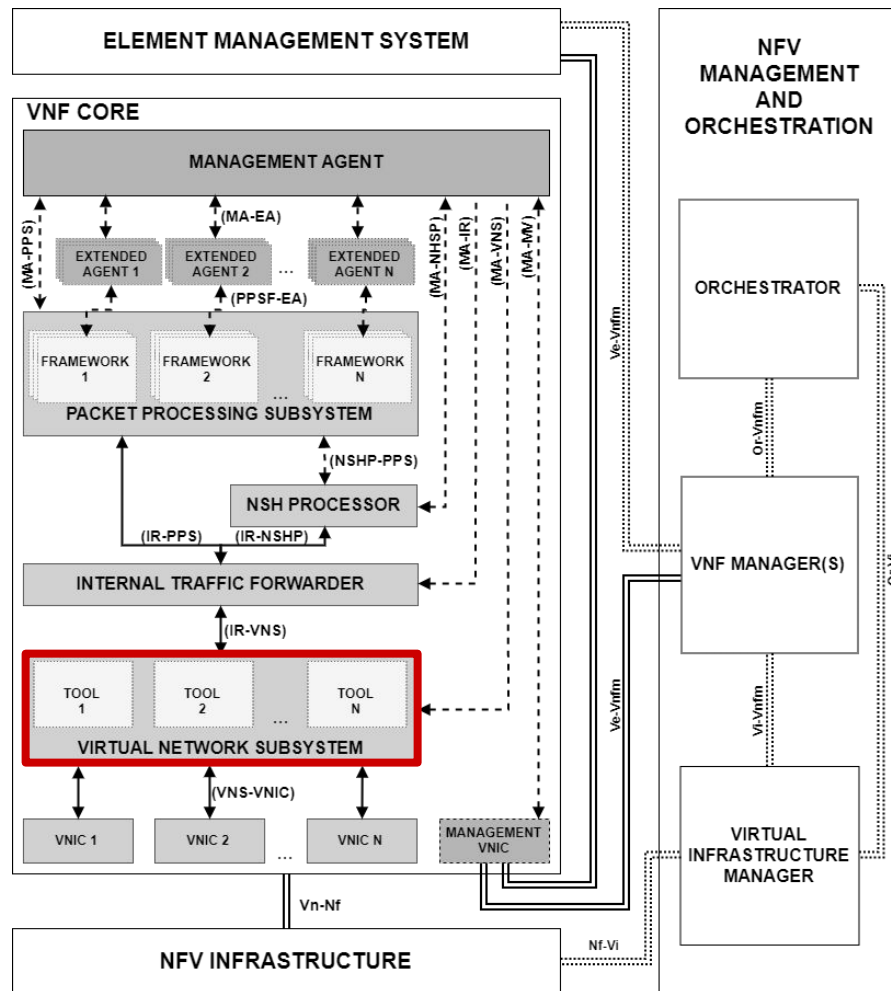 ELEMENT MANAGEMENT SYSTEM
NFV
MANAGEMENT
AND
ORCHESTRATION
VNF CORE
MANAGEMENT AGENT
(MA-PPS)
(MA-EA)
(MA-NHSP)
(MA-IR)
(MA-VNS)
(MA-MV)
EXTENDED
AGENT 1
EXTENDED
AGENT 2
...
EXTENDED
AGENT N
(PPSF-EA)
FRAMEWORK
1
FRAMEWORK
2
...
FRAMEWORK
N
PACKET PROCESSING SUBSYSTEM
(NSHP-PPS)
NSH PROCESSOR
(IR-PPS)
(IR-NSHP)
INTERNAL TRAFFIC FORWARDER
(IR-VNS)
TOOL
1
TOOL
2
...
TOOL
N
VIRTUAL NETWORK SUBSYSTEM
(VNS-VNIC)
VNIC 1
VNIC 2
...
VNIC N
MANAGEMENT
VNIC
Vn-Nf
NFV INFRASTRUCTURE
Ve-Vnfm
Ve-Vnfm
ORCHESTRATOR
Or-Vnfm
VNF MANAGER(S)
Vi-Vnfm
VIRTUAL
INFRASTRUCTURE
MANAGER
Nf-Vi